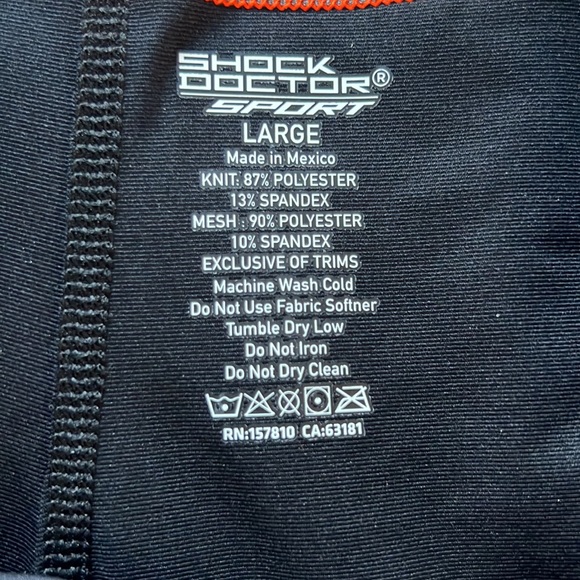 SHOCK
DOCTOR®
SPORT
LARGE
Made in Mexico
KNIT: 87% POLYESTER
13% SPANDEX
MESH : 90% POLYESTER
10% SPANDEX
EXCLUSIVE OF TRIMS
Machine Wash Cold
Do Not Use Fabric Softner
Tumble Dry Low
Do Not Iron
Do Not Dry Clean
RN:157810 CA:63181